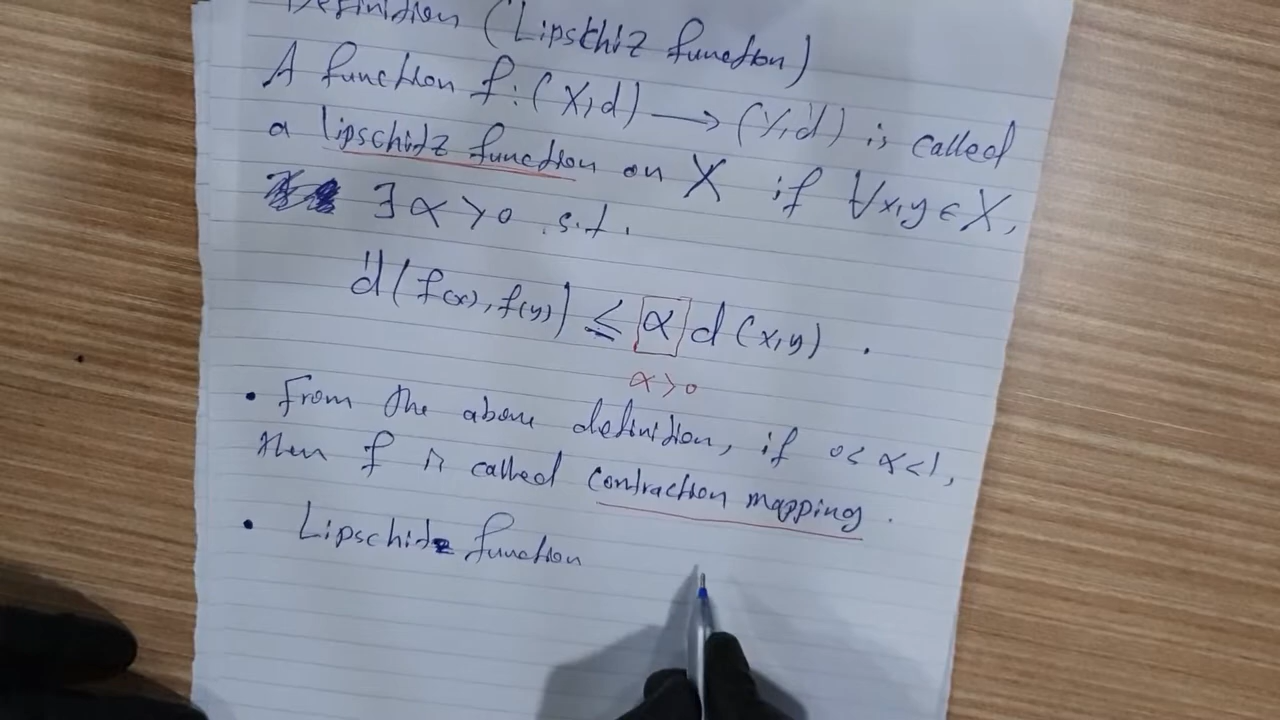 Definition (Lipschiz function)
A function f: (X, d) → (Y, d') is called
a lipschitz function on X if ∀x, y ∈ X,
∃ α > 0 s.t.
d'(f(x), f(y)) ≤ α d(x, y) .
α > 0
• From the above definition, if 0 < α < 1,
then f is called contraction mapping .
• Lipschitz function